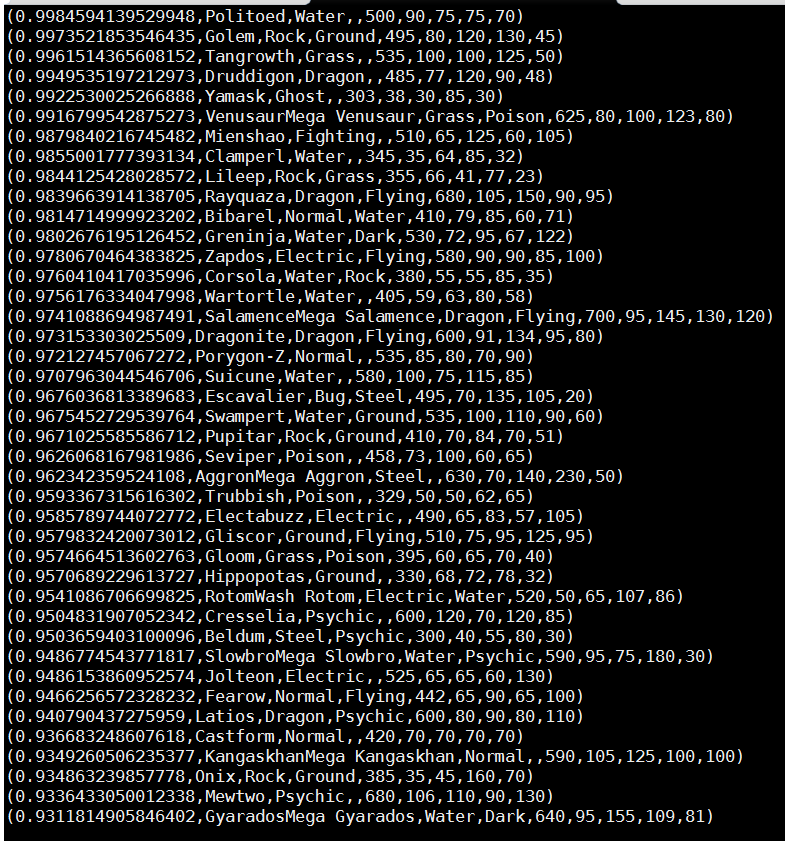 (0.9984594139529948,Politoed,Water,,500,90,75,75,70)
(0.9973521853546435,Golem,Rock,Ground,495,80,120,130,45)
(0.9961514365608152,Tangrowth,Grass,,535,100,100,125,50)
(0.9949535197212973,Druddigon,Dragon,,485,77,120,90,48)
(0.9922530025266888,Yamask,Ghost,,303,38,30,85,30)
(0.9916799542875273,VenusaurMega Venusaur,Grass,Poison,625,80,100,123,80)
(0.9879840216745482,Mienshao,Fighting,,510,65,125,60,105)
(0.9855001777393134,Clamperl,Water,,345,35,64,85,32)
(0.9844125428028572,Lileep,Rock,Grass,355,66,41,77,23)
(0.9839663914138705,Rayquaza,Dragon,Flying,680,105,150,90,95)
(0.9814714999923202,Bibarel,Normal,Water,410,79,85,60,71)
(0.9802676195126452,Greninja,Water,Dark,530,72,95,67,122)
(0.9780670464383825,Zapdos,Electric,Flying,580,90,90,85,100)
(0.9760410417035996,Corsola,Water,Rock,380,55,55,85,35)
(0.9756176334047998,Wartortle,Water,,405,59,63,80,58)
(0.9741088694987491,SalamenceMega Salamence,Dragon,Flying,700,95,145,130,120)
(0.973153303025509,Dragonite,Dragon,Flying,600,91,134,95,80)
(0.972127457067272,Porygon-Z,Normal,,535,85,80,70,90)
(0.9707963044546706,Suicune,Water,,580,100,75,115,85)
(0.9676036813389683,Escavalier,Bug,Steel,495,70,135,105,20)
(0.9675452729539764,Swampert,Water,Ground,535,100,110,90,60)
(0.9671025585586712,Pupitar,Rock,Ground,410,70,84,70,51)
(0.9626068167981986,Seviper,Poison,,458,73,100,60,65)
(0.962342359524108,AggronMega Aggron,Steel,,630,70,140,230,50)
(0.9593367315616302,Trubbish,Poison,,329,50,50,62,65)
(0.9585789744072772,Electabuzz,Electric,,490,65,83,57,105)
(0.9579832420073012,Gliscor,Ground,Flying,510,75,95,125,95)
(0.9574664513602763,Gloom,Grass,Poison,395,60,65,70,40)
(0.9570689229613727,Hippopotas,Ground,,330,68,72,78,32)
(0.9541086706699825,RotomWash Rotom,Electric,Water,520,50,65,107,86)
(0.9504831907052342,Cresselia,Psychic,,600,120,70,120,85)
(0.9503659403100096,Beldum,Steel,Psychic,300,40,55,80,30)
(0.9486774543771817,SlowbroMega Slowbro,Water,Psychic,590,95,75,180,30)
(0.9486153860952574,Jolteon,Electric,,525,65,65,60,130)
(0.9466256572328232,Fearow,Normal,Flying,442,65,90,65,100)
(0.940790437275959,Latios,Dragon,Psychic,600,80,90,80,110)
(0.936683248607618,Castform,Normal,,420,70,70,70,70)
(0.9349260506235377,KangaskhanMega Kangaskhan,Normal,,590,105,125,100,100)
(0.934863239857778,Onix,Rock,Ground,385,35,45,160,70)
(0.9336433050012338,Mewtwo,Psychic,,680,106,110,90,130)
(0.9311814905846402,GyaradosMega Gyarados,Water,Dark,640,95,155,109,81)